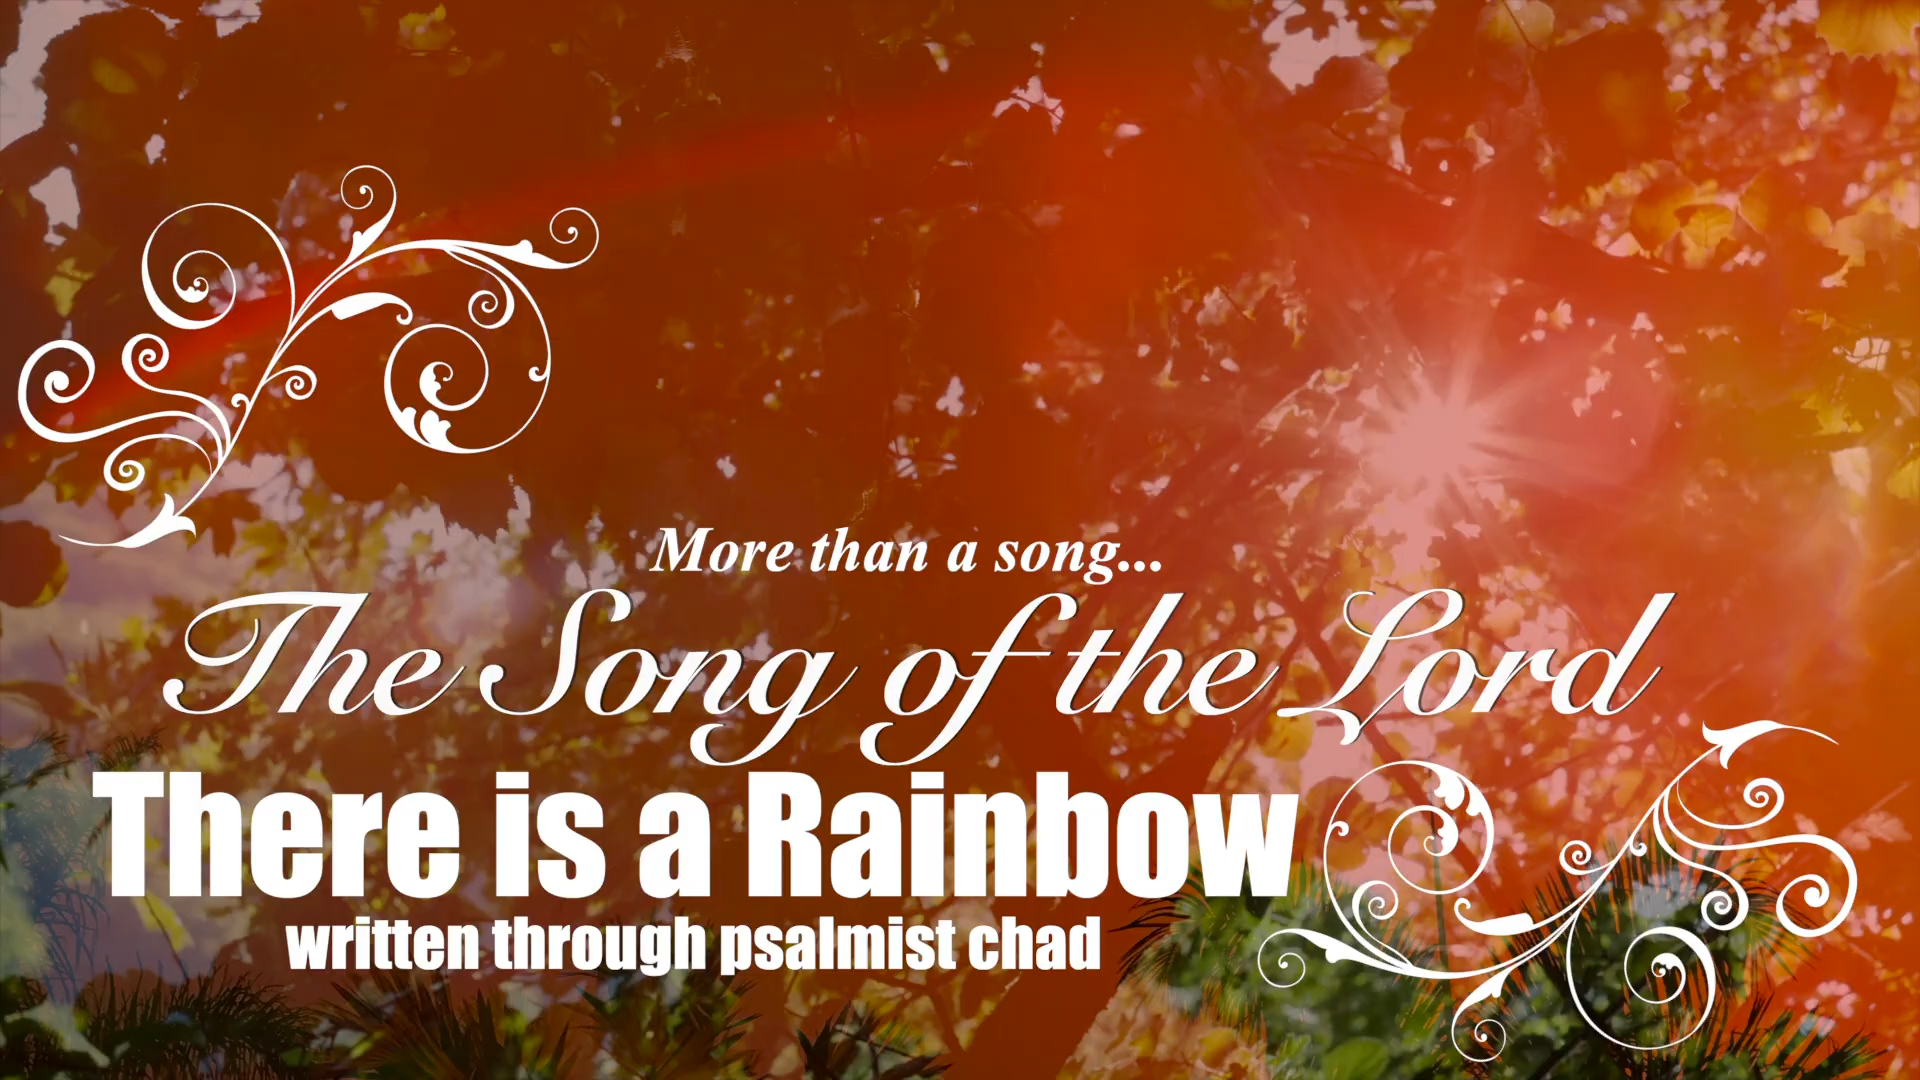 More than a song...
The Song of the Lord
There is a Rainbow
written through psalmist chad